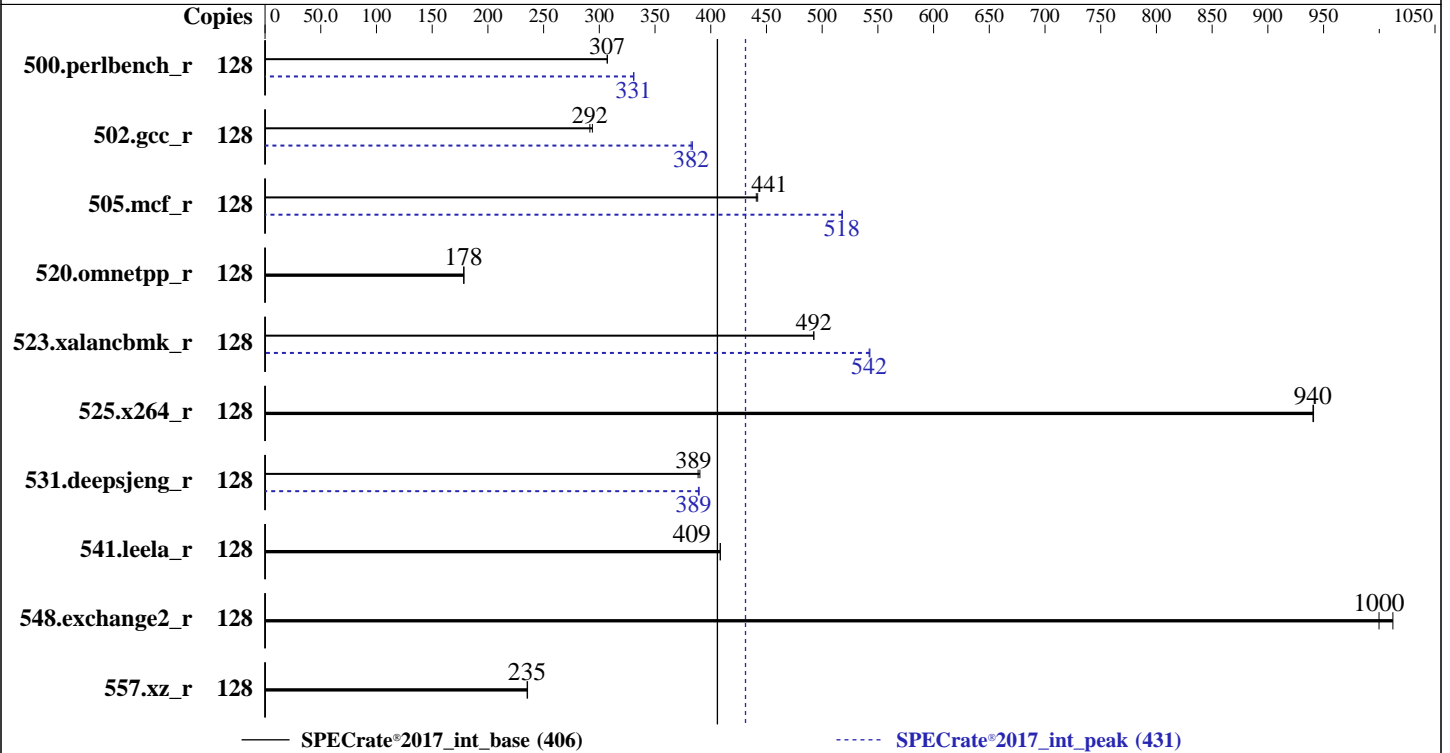 Copies 0 50.0 100 150 200 250 300 350 400 450 500 550 600 650 700 750 800 850 900 950 1050
307
500.perlbench_r 128
331
292
502.gcc_r 128
382
441
505.mcf_r 128
518
178
520.omnetpp_r 128
492
523.xalancbmk_r 128
542
940
525.x264_r 128
389
531.deepsjeng_r 128
389
409
541.leela_r 128
1000
548.exchange2_r 128
235
557.xz_r 128
SPECrate®2017_int_base (406) SPECrate®2017_int_peak (431)